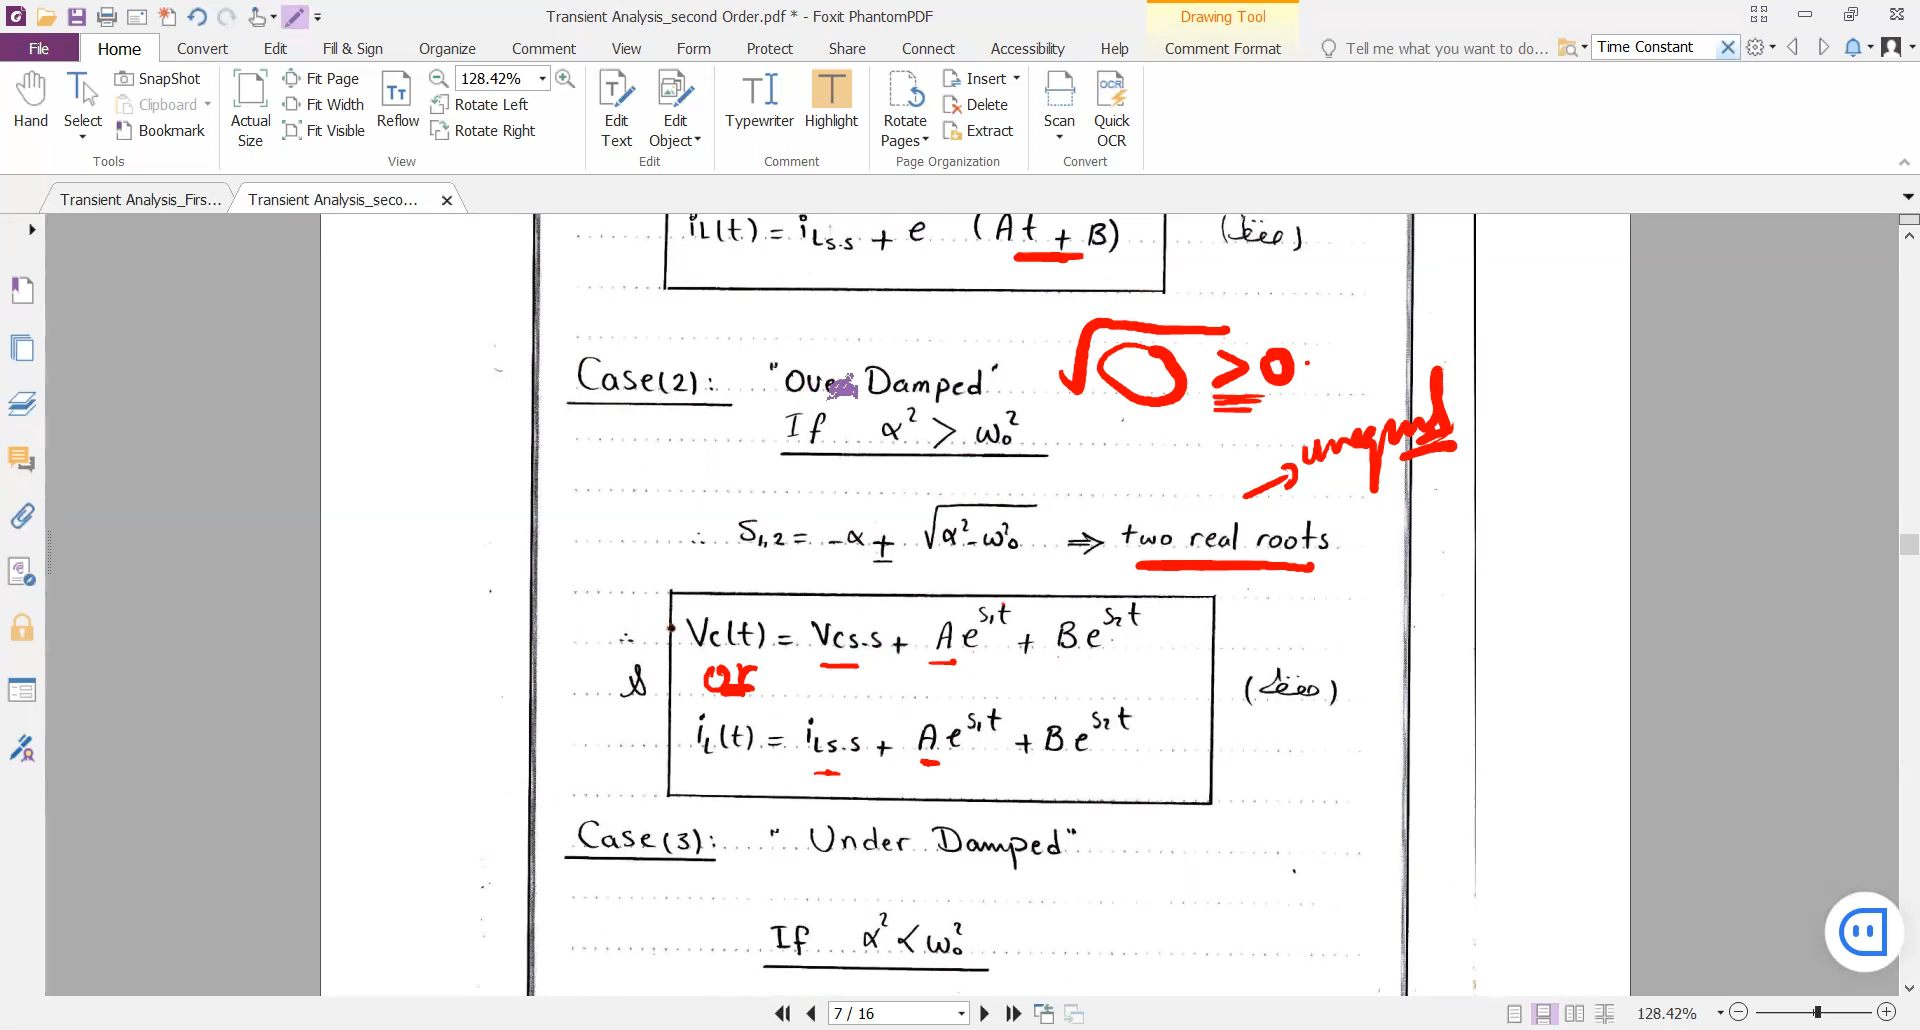 Transient Analysis_second Order.pdf * - Foxit PhantomPDF
Drawing Tool
File Home Convert Edit Fill & Sign Organize Comment View Form Protect Share Connect Accessibility Help Comment Format Tell me what you want to do... Time Constant
Hand
Select
SnapShot
Clipboard
Bookmark
Tools
Actual Size
Fit Page
Fit Width
Fit Visible
Reflow
128.42%
Rotate Left
Rotate Right
View
Edit Text
Edit Object
Edit
Typewriter
Highlight
Comment
Rotate Pages
Insert
Delete
Extract
Page Organization
Scan
Quick OCR
Convert
Transient Analysis_Firs...
Transient Analysis_seco...
iL(t) = iLs.s + e (At + B)
Case(2): "Over Damped"
√ ≥ 0
If α² > ω₀²
unequal
∴ S1,2 = -α ± √α²-ω₀² ⇒ two real roots
∴ Vc(t) = Vcs.s + A e^s₁t + B e^s₂t
or
iL(t) = iLs.s + A e^s₁t + B e^s₂t
Case(3): "Under Damped"
If α² < ω₀²
7 / 16
128.42%